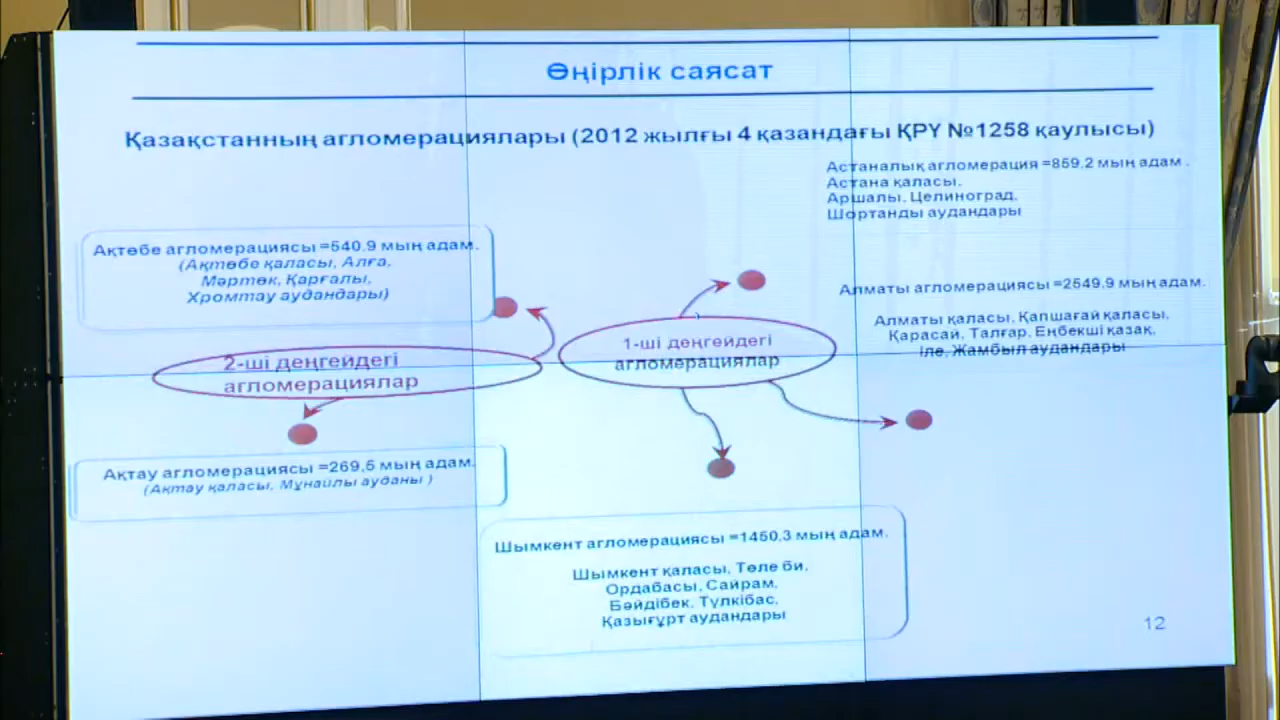 Өңірлік саясат
Қазақстанның агломерациялары (2012 жылғы 4 қазандағы ҚРҮ №1258 қаулысы)
Астаналық агломерация =859.2 мың адам .
Астана қаласы,
Аршалы, Целиноград,
Шортанды аудандары
Ақтөбе агломерациясы =540.9 мың адам.
(Ақтөбе қаласы, Алға,
Мәртөк, Қарғалы,
Хромтау аудандары)
Алматы агломерациясы =2549.9 мың адам.
Алматы қаласы, Қапшағай қаласы,
Қарасай, Талғар, Еңбекші қазақ,
Іле, Жамбыл аудандары
1-ші деңгейдегі
агломерациялар
2-ші деңгейдегі
агломерациялар
Ақтау агломерациясы =269,5 мың адам.
(Ақтау қаласы, Мұнайлы ауданы )
Шымкент агломерациясы =1450,3 мың адам.
Шымкент қаласы, Төле би,
Ордабасы, Сайрам,
Бәйдібек, Түлкібас,
Қазығұрт аудандары
12